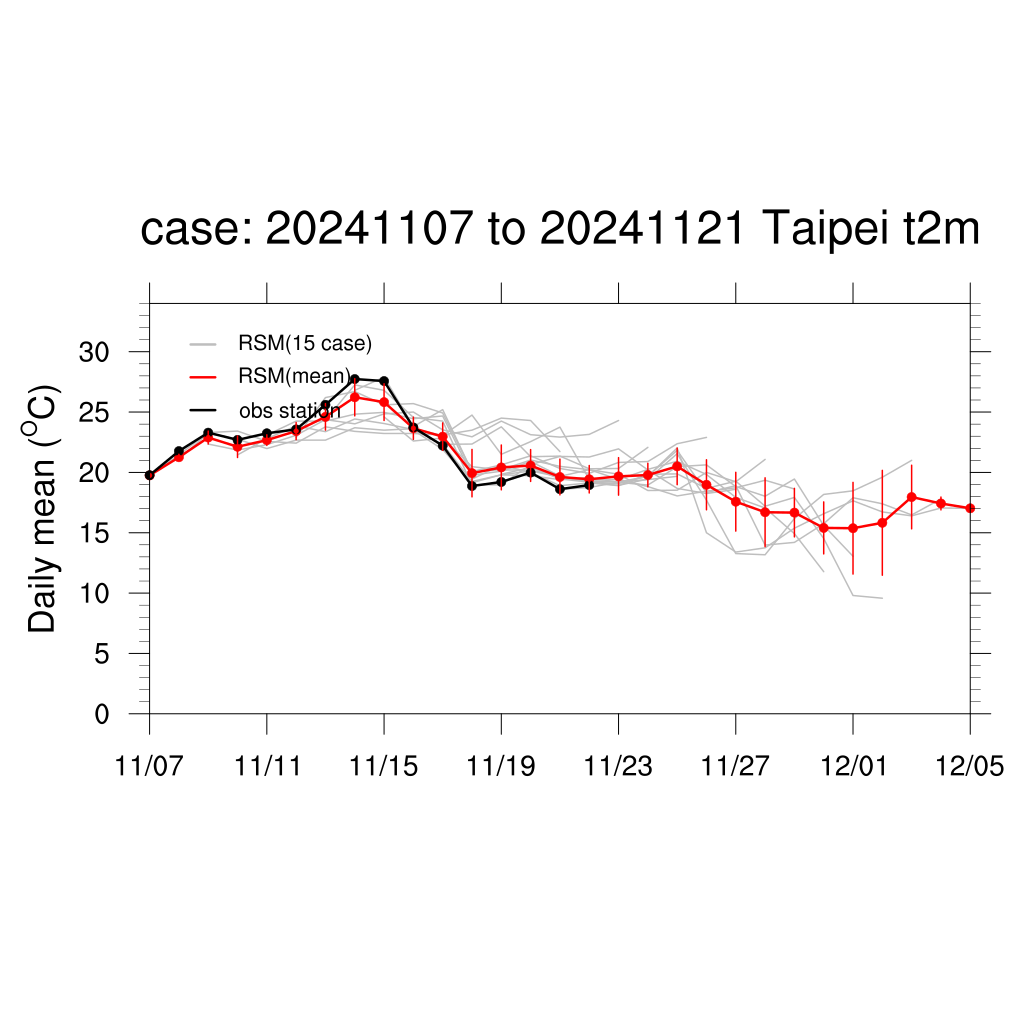 case: 20241107 to 20241121 Taipei t2m
Daily mean (°C)
30
25
20
15
10
5
0
RSM(15 case)
RSM(mean)
obs station
11/07 11/11 11/15 11/19 11/23 11/27 12/01 12/05